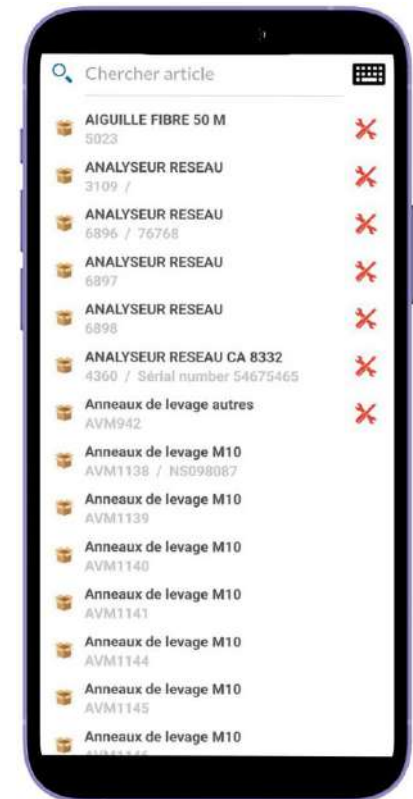 Chercher article
AIGUILLE FIBRE 50 M
5023
ANALYSEUR RESEAU
3109 /
ANALYSEUR RESEAU
6896 / 76768
ANALYSEUR RESEAU
6897
ANALYSEUR RESEAU
6898
ANALYSEUR RESEAU CA 8332
4360 / Sérial number 54675465
Anneaux de levage autres
AVM942
Anneaux de levage M10
AVM1138 / NS098087
Anneaux de levage M10
AVM1139
Anneaux de levage M10
AVM1140
Anneaux de levage M10
AVM1141
Anneaux de levage M10
AVM1144
Anneaux de levage M10
AVM1145
Anneaux de levage M10